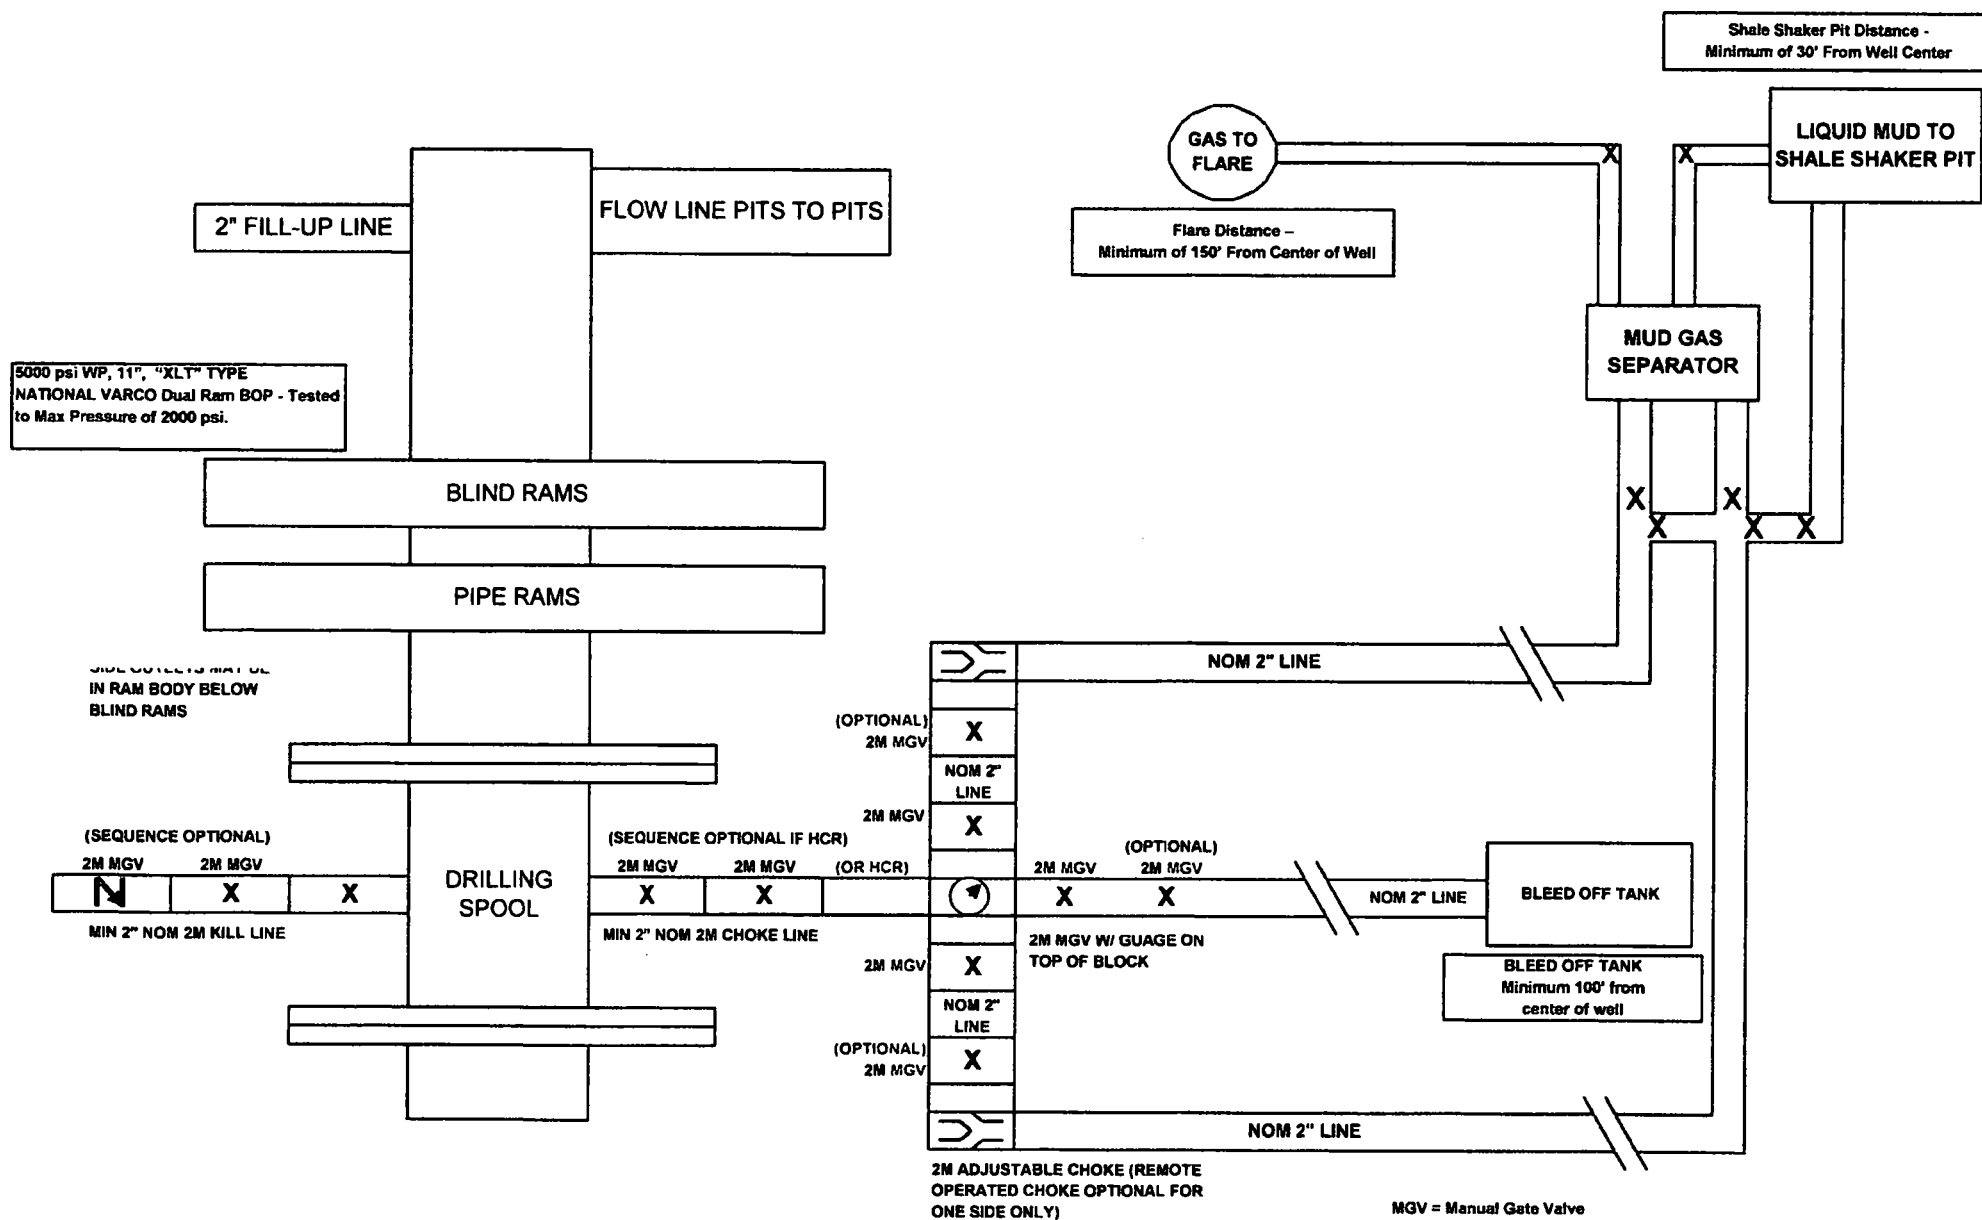 Shale Shaker Pit Distance -
Minimum of 30' From Well Center
LIQUID MUD TO
SHALE SHAKER PIT
GAS TO
FLARE
Flare Distance –
Minimum of 150' From Center of Well
2" FILL-UP LINE
FLOW LINE PITS TO PITS
MUD GAS
SEPARATOR
5000 psi WP, 11", "XLT" TYPE
NATIONAL VARCO Dual Ram BOP - Tested
to Max Pressure of 2000 psi.
BLIND RAMS
PIPE RAMS
SIDE OUTLETS MAY BE
IN RAM BODY BELOW
BLIND RAMS
NOM 2" LINE
(OPTIONAL)
2M MGV
X
NOM 2"
LINE
2M MGV
X
(SEQUENCE OPTIONAL)
2M MGV
2M MGV
X
X
MIN 2" NOM 2M KILL LINE
DRILLING
SPOOL
(SEQUENCE OPTIONAL IF HCR)
2M MGV
2M MGV
(OR HCR)
X
X
MIN 2" NOM 2M CHOKE LINE
2M MGV
(OPTIONAL)
2M MGV
X
X
NOM 2" LINE
BLEED OFF TANK
2M MGV W/ GUAGE ON
TOP OF BLOCK
BLEED OFF TANK
Minimum 100' from
center of well
2M MGV
X
NOM 2"
LINE
(OPTIONAL)
2M MGV
X
NOM 2" LINE
X
X
X
X
X
X
X
2M ADJUSTABLE CHOKE (REMOTE
OPERATED CHOKE OPTIONAL FOR
ONE SIDE ONLY)
MGV = Manual Gate Valve